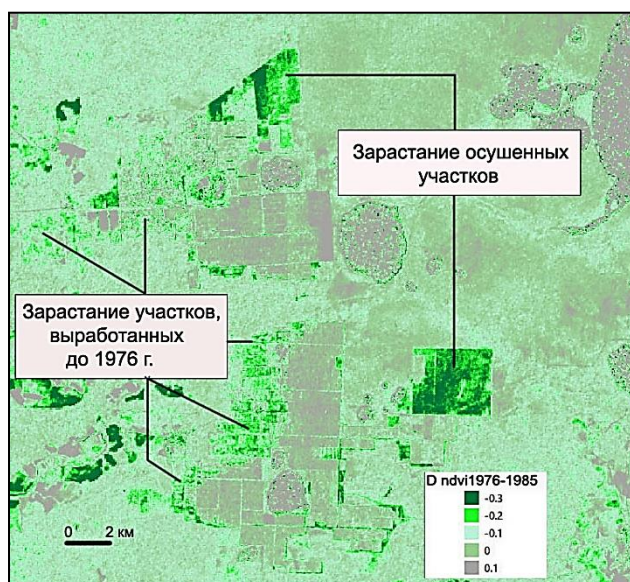 Зарастание осушенных
участков
Зарастание участков,
выработанных
до 1976 г.
D ndvi1976-1985
-0.3
-0.2
-0.1
0
0.1
0 2 км